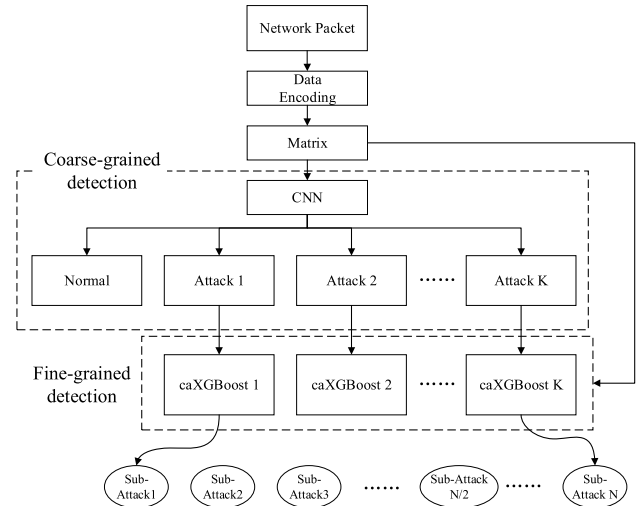 Network Packet
Data
Encoding
Matrix
Coarse-grained
detection
CNN
Normal
Attack 1
Attack 2
......
Attack K
Fine-grained
detection
caXGBoost 1
caXGBoost 2
......
caXGBoost K
Sub-
Attack1
Sub-
Attack2
Sub-
Attack3
......
Sub-Attack
N/2
......
Sub-
Attack N